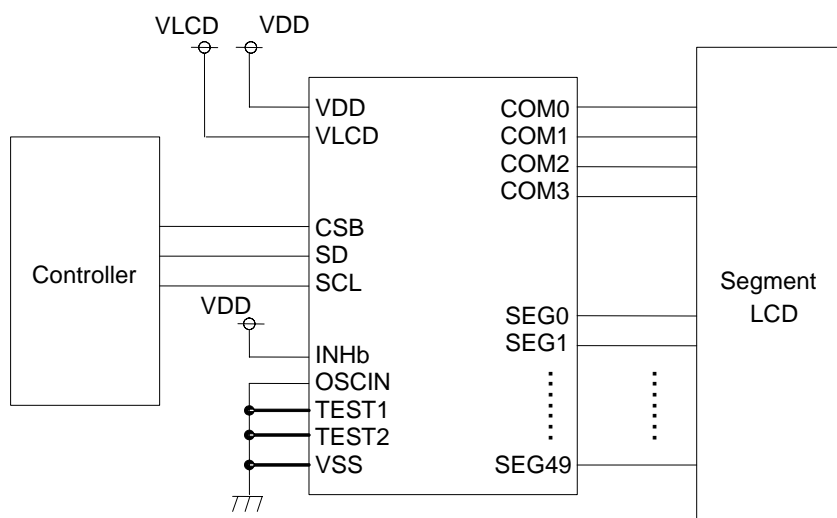 VLCD VDD
VDD
VLCD
COM0
COM1
COM2
COM3
CSB
SD
SCL
Controller
VDD
INHb
OSCIN
TEST1
TEST2
VSS
SEG0
SEG1
SEG49
Segment
LCD